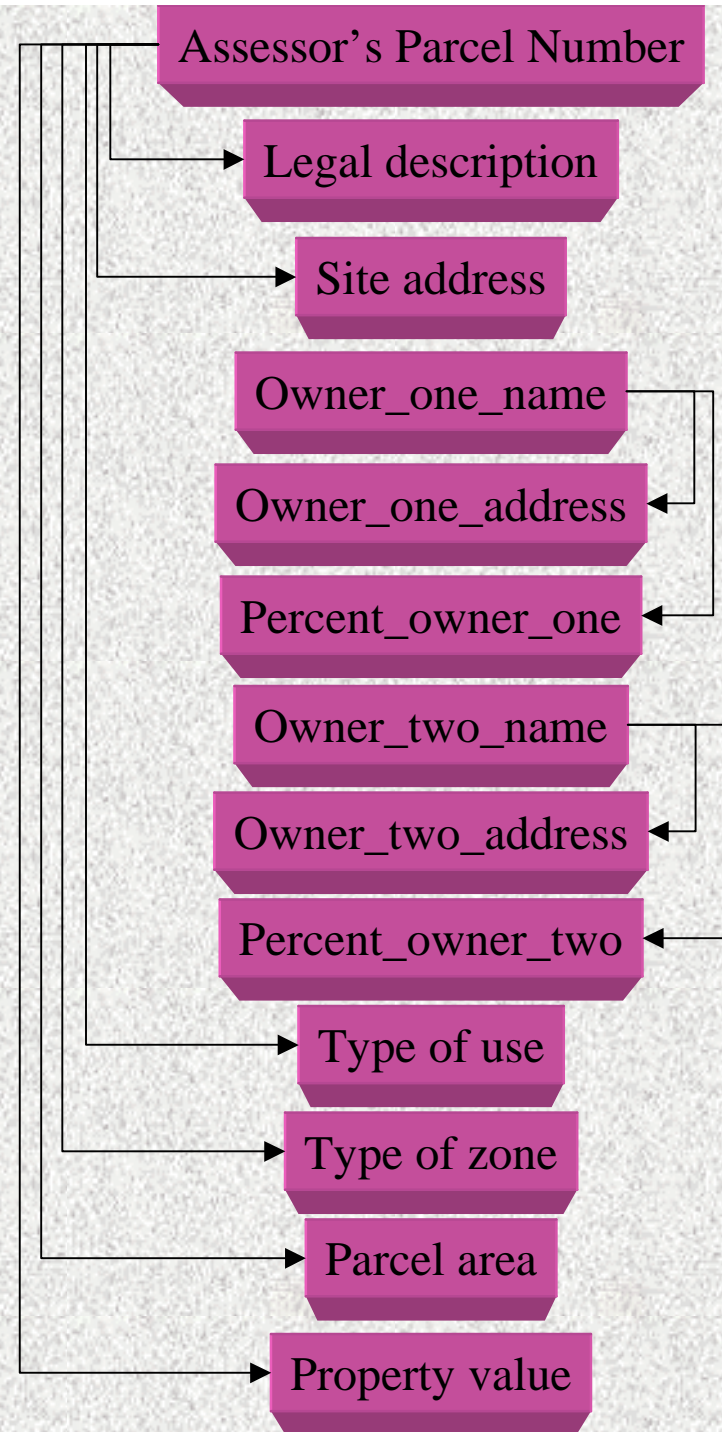 Assessor’s Parcel Number
Legal description
Site address
Owner_one_name
Owner_one_address
Percent_owner_one
Owner_two_name
Owner_two_address
Percent_owner_two
Type of use
Type of zone
Parcel area
Property value